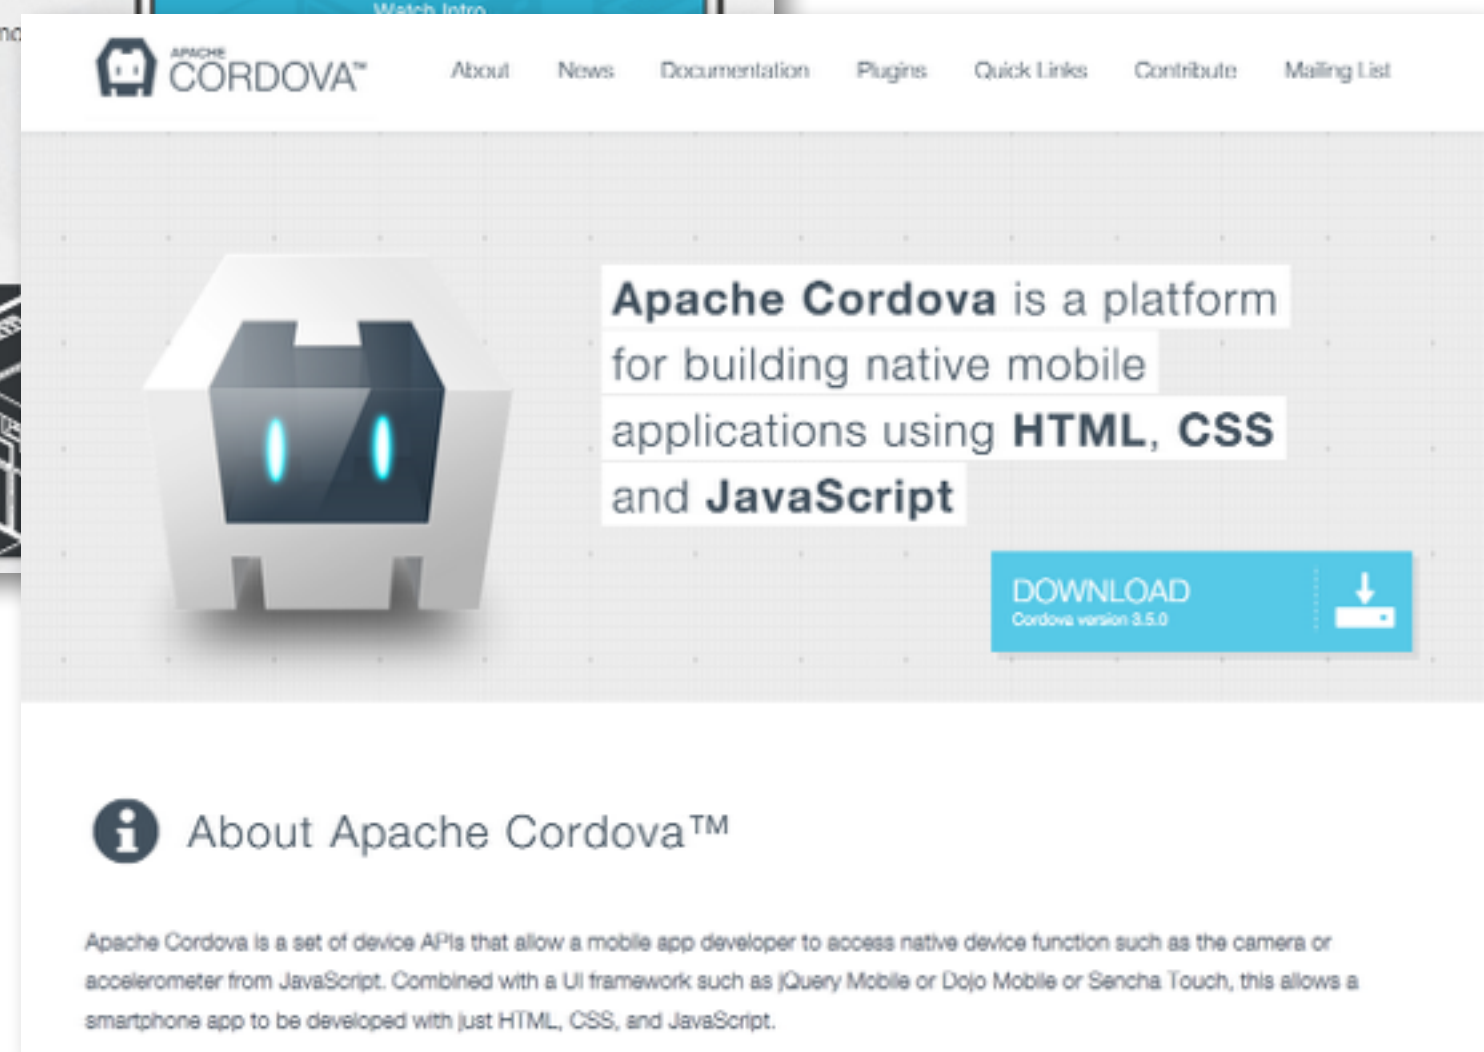 Watch Intro
APACHE
CORDOVA™
About News Documentation Plugins Quick Links Contribute Mailing List
Apache Cordova is a platform
for building native mobile
applications using HTML, CSS
and JavaScript
DOWNLOAD
Cordova version 3.5.0
About Apache Cordova™
Apache Cordova is a set of device APIs that allow a mobile app developer to access native device function such as the camera or
accelerometer from JavaScript. Combined with a UI framework such as jQuery Mobile or Dojo Mobile or Sencha Touch, this allows a
smartphone app to be developed with just HTML, CSS, and JavaScript.